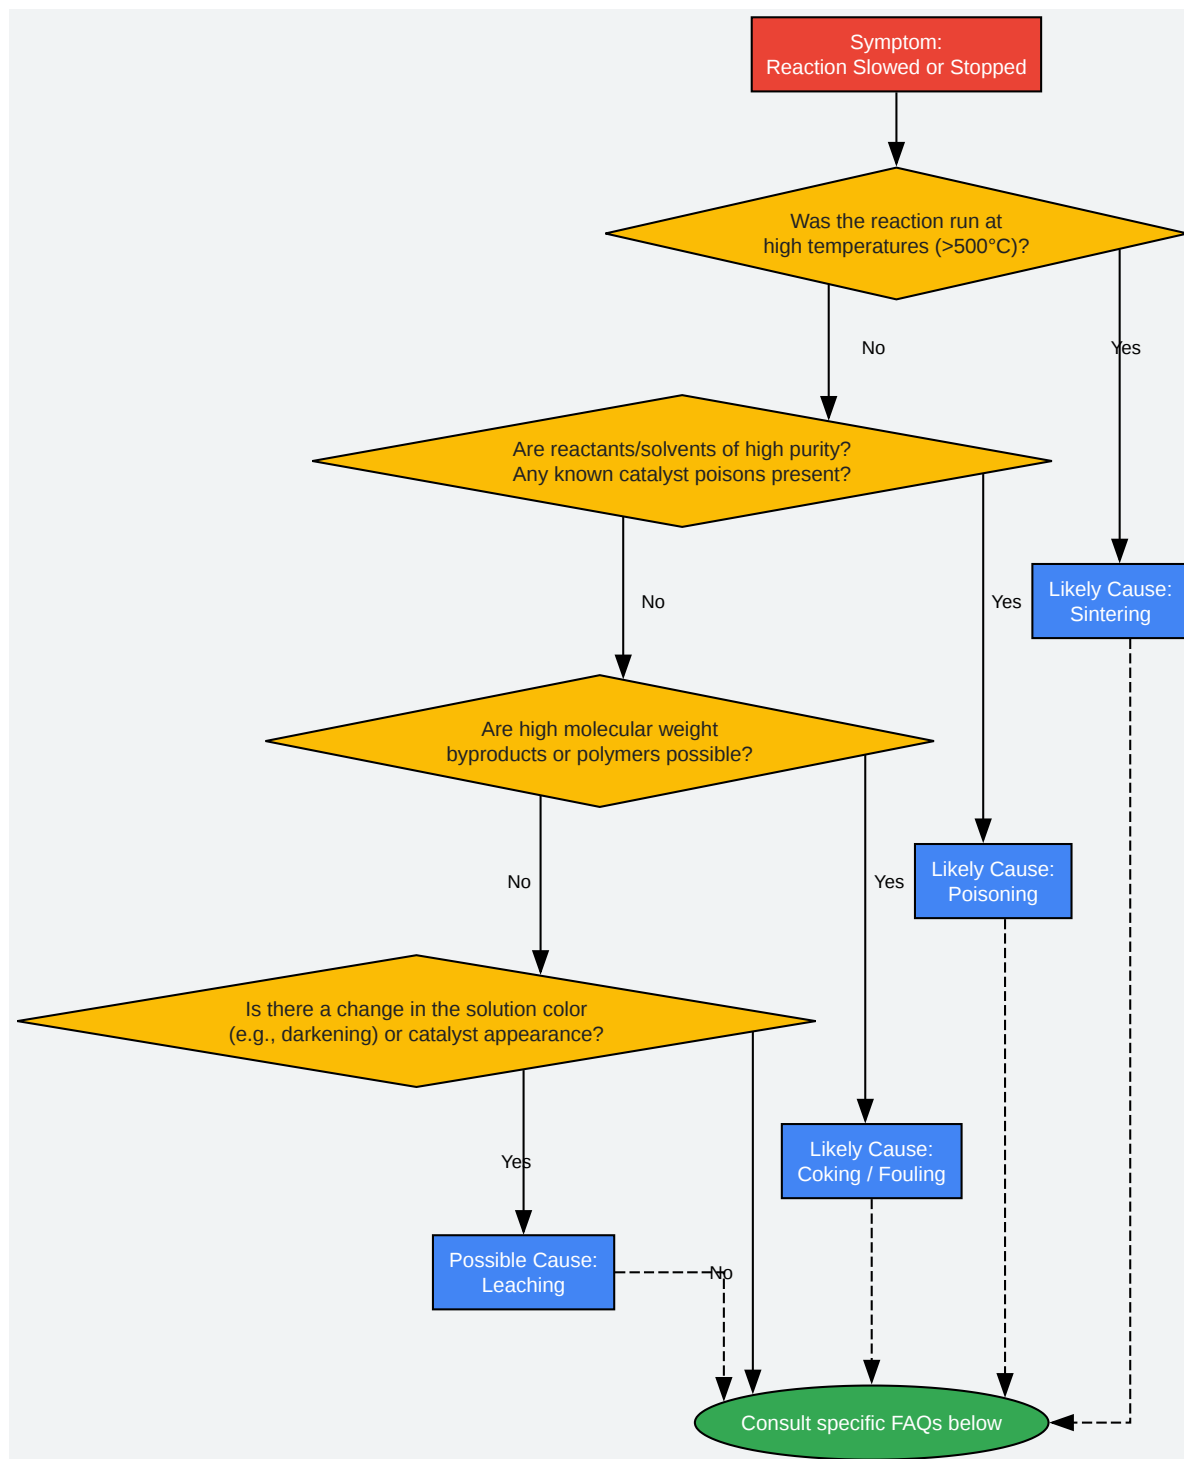 Symptom:
Reaction Slowed or Stopped
Was the reaction run at
high temperatures (>500°C)?
No
Yes
Are reactants/solvents of high purity?
Any known catalyst poisons present?
No
Yes
Likely Cause:
Sintering
Are high molecular weight
byproducts or polymers possible?
No
Yes
Likely Cause:
Poisoning
Is there a change in the solution color
(e.g., darkening) or catalyst appearance?
Yes
Likely Cause:
Coking / Fouling
Possible Cause:
Leaching
No
Consult specific FAQs below